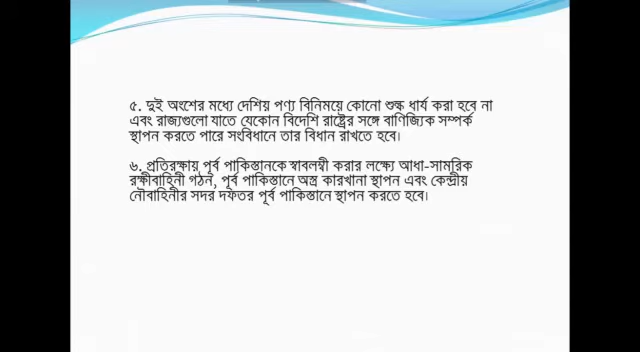 ৫. দুই অংশের মধ্যে দেশিয় পণ্য বিনিময়ে কোনো শুল্ক ধার্য করা হবে না
এবং রাজ্যগুলো যাতে যেকোন বিদেশি রাষ্ট্রের সঙ্গে বাণিজ্যিক সম্পর্ক
স্থাপন করতে পারে সংবিধানে তার বিধান রাখতে হবে।
৬. প্রতিরক্ষায় পূর্ব পাকিস্তানকে স্বাবলম্বী করার লক্ষ্যে আধা-সামরিক
রক্ষীবাহিনী গঠন, পূর্ব পাকিস্তানে অস্ত্র কারখানা স্থাপন এবং কেন্দ্রীয়
নৌবাহিনীর সদর দফতর পূর্ব পাকিস্তানে স্থাপন করতে হবে।